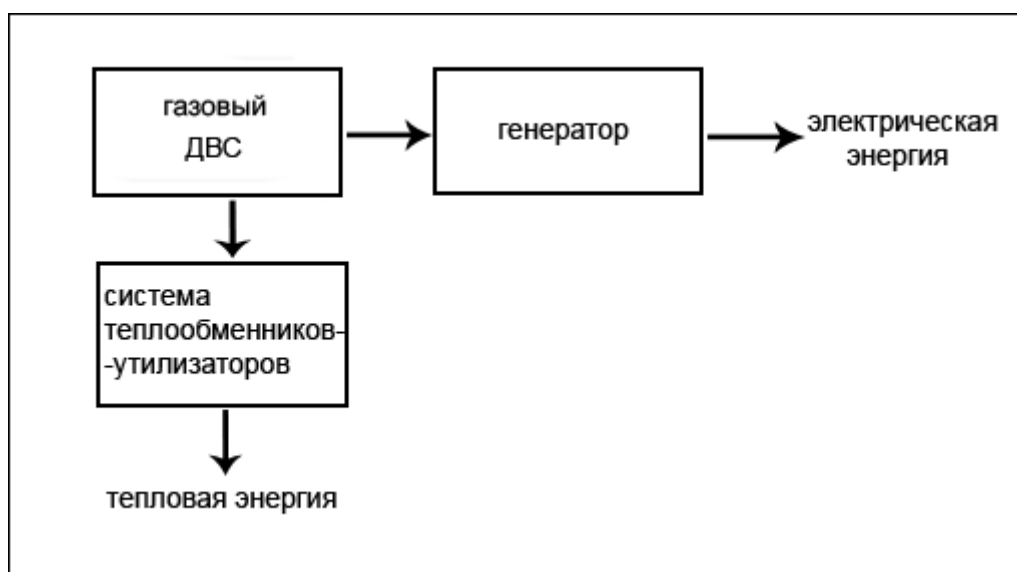 газовый
ДВС
генератор
электрическая
энергия
система
теплообменников-
-утилизаторов
тепловая энергия